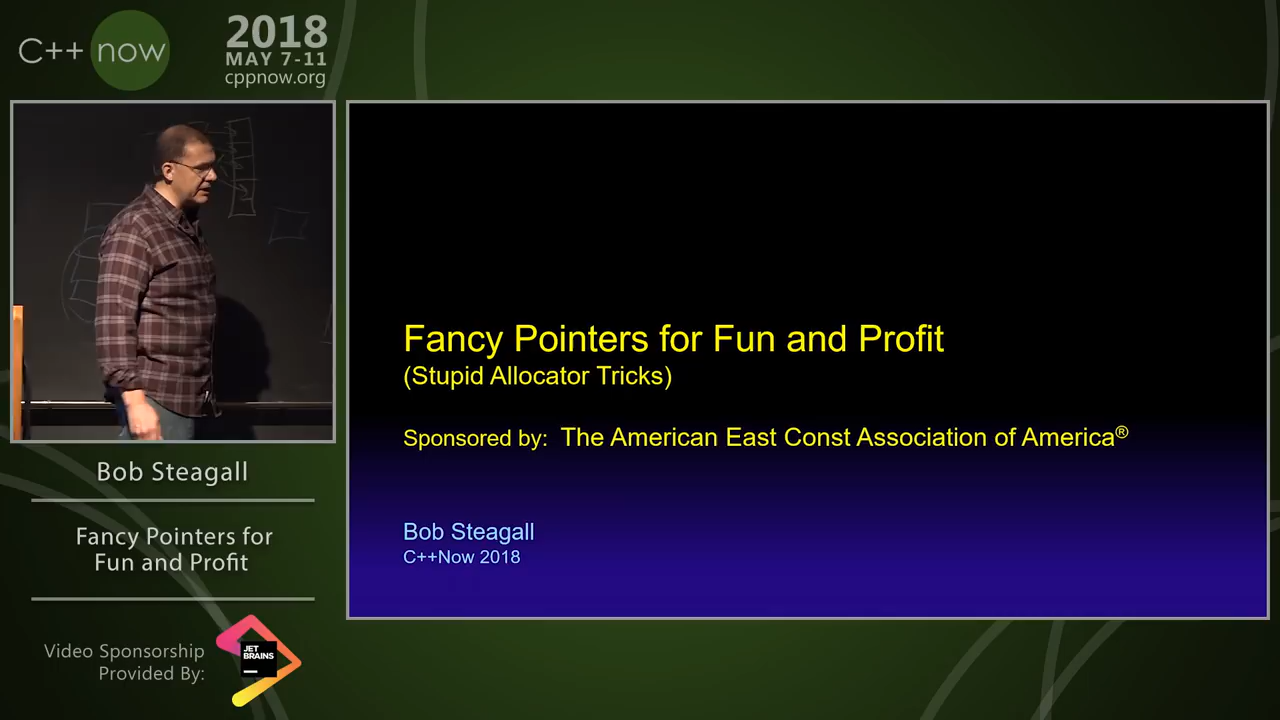 C++ now
2018
MAY 7-11
cppnow.org
Fancy Pointers for Fun and Profit
(Stupid Allocator Tricks)
Sponsored by: The American East Const Association of America®
Bob Steagall
C++Now 2018
Bob Steagall
Fancy Pointers for
Fun and Profit
Video Sponsorship
Provided By:
JET
BRAINS